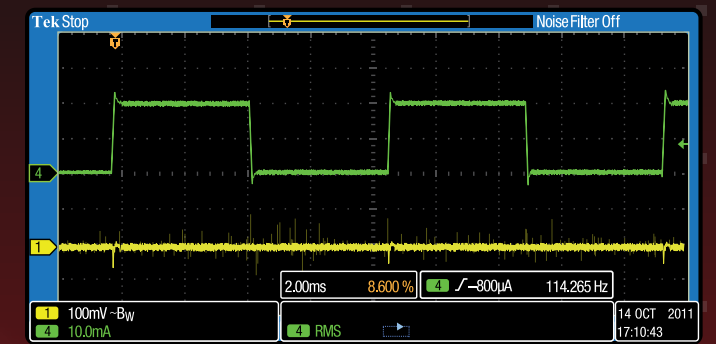 Tek Stop
Noise Filter Off
T
T
4
1
2.00ms 8.600 %
4 -800µA 114.265 Hz
1 100mV ~BW
4 10.0mA
4 RMS
14 OCT 2011
17:10:43